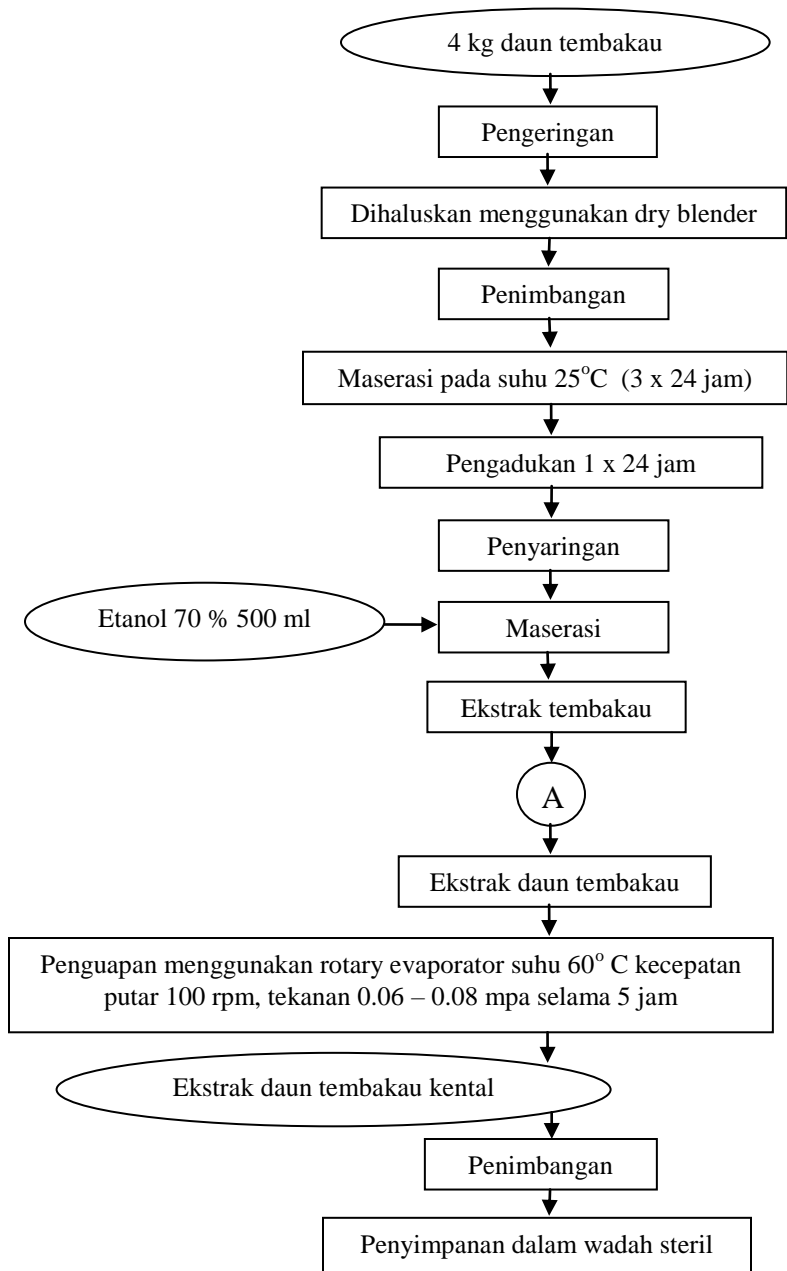 4 kg daun tembakau
Pengeringan
Dihaluskan menggunakan dry blender
Penimbangan
Maserasi pada suhu 25°C (3 x 24 jam)
Pengadukan 1 x 24 jam
Penyaringan
Etanol 70 % 500 ml
Maserasi
Ekstrak tembakau
A
Ekstrak daun tembakau
Penguapan menggunakan rotary evaporator suhu 60° C kecepatan
putar 100 rpm, tekanan 0.06 – 0.08 mpa selama 5 jam
Ekstrak daun tembakau kental
Penimbangan
Penyimpanan dalam wadah steril